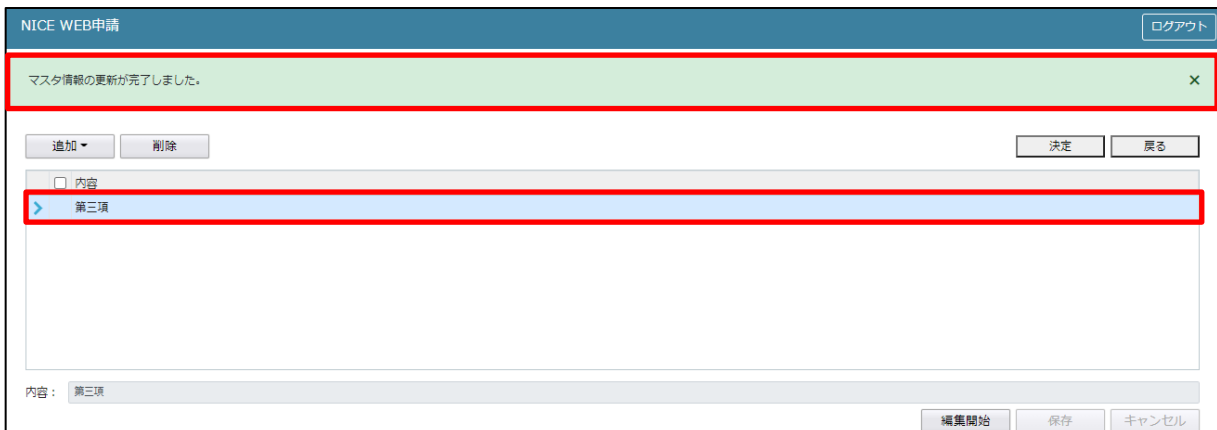 NICE WEB申請 ログアウト
マスタ情報の更新が完了しました。 ×
追加 削除 決定 戻る
内容
第三項
内容： 第三項
編集開始 保存 キャンセル